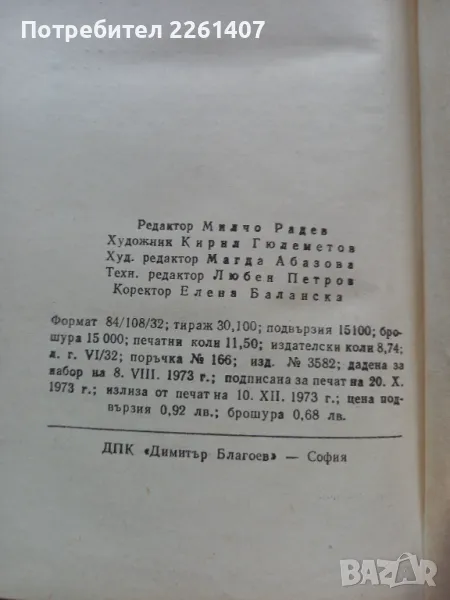 Потребител 2261407
Редактор Милчо Радев
Художник Кирил Гюлеметов
Худ. редактор Магда Абазова
Техн. редактор Любен Петров
Коректор Елена Баланска
Формат 84/108/32; тираж 30,100; подвързия 15100; бро-
шура 15 000; печатни коли 11,50; издателски коли 8,74;
л. г. VI/32; поръчка № 166; изд. № 3582; дадена за
набор на 8. VIII. 1973 г.; подписана за печат на 20. X.
1973 г.; излиза от печат на 10. XII. 1973 г.; цена под-
вързия 0,92 лв.; брошура 0,68 лв.
ДПК «Димитър Благоев» — София
bazar